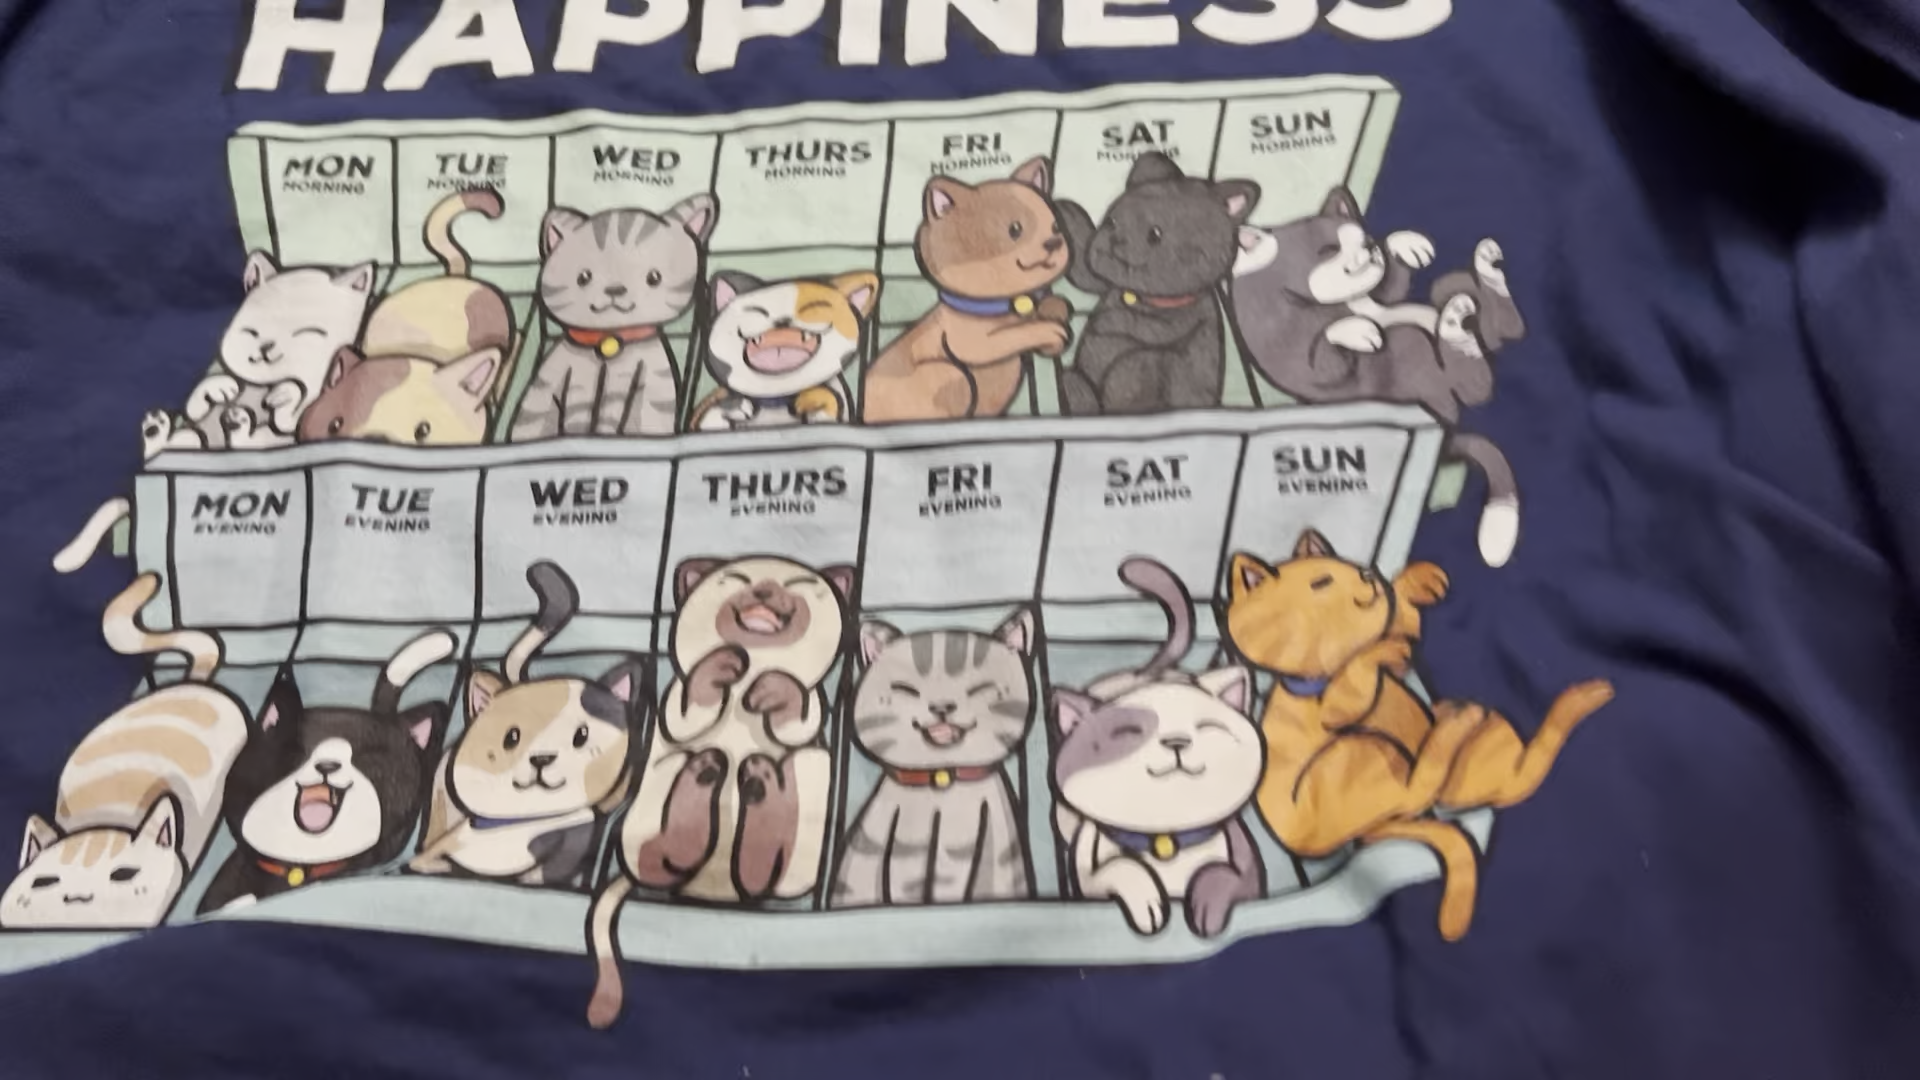 HAPPINESS
MON TUE WED THURS FRI SAT SUN
MORNING MORNING MORNING MORNING MORNING MORNING MORNING
MON TUE WED THURS FRI SAT SUN
EVENING EVENING EVENING EVENING EVENING EVENING EVENING